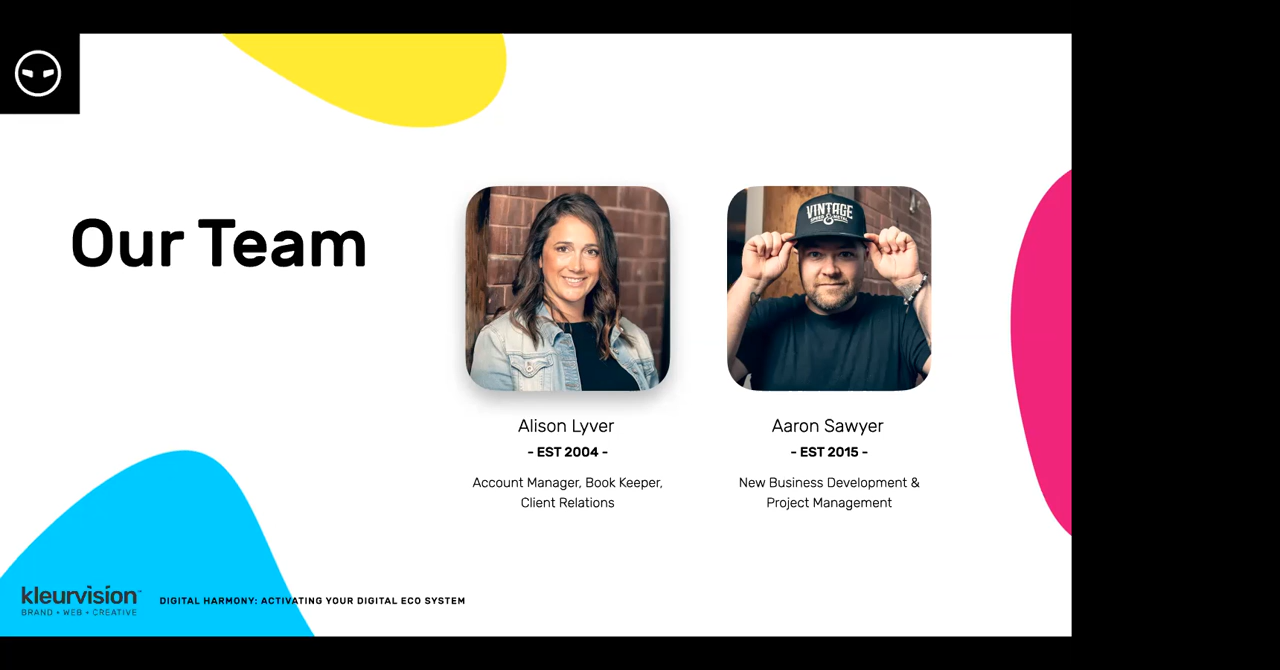 Our Team
VINTAGE
Alison Lyver
- EST 2004 -
Account Manager, Book Keeper,
Client Relations
Aaron Sawyer
- EST 2015 -
New Business Development &
Project Management
kleurvision
BRAND • WEB • CREATIVE
DIGITAL HARMONY: ACTIVATING YOUR DIGITAL ECO SYSTEM